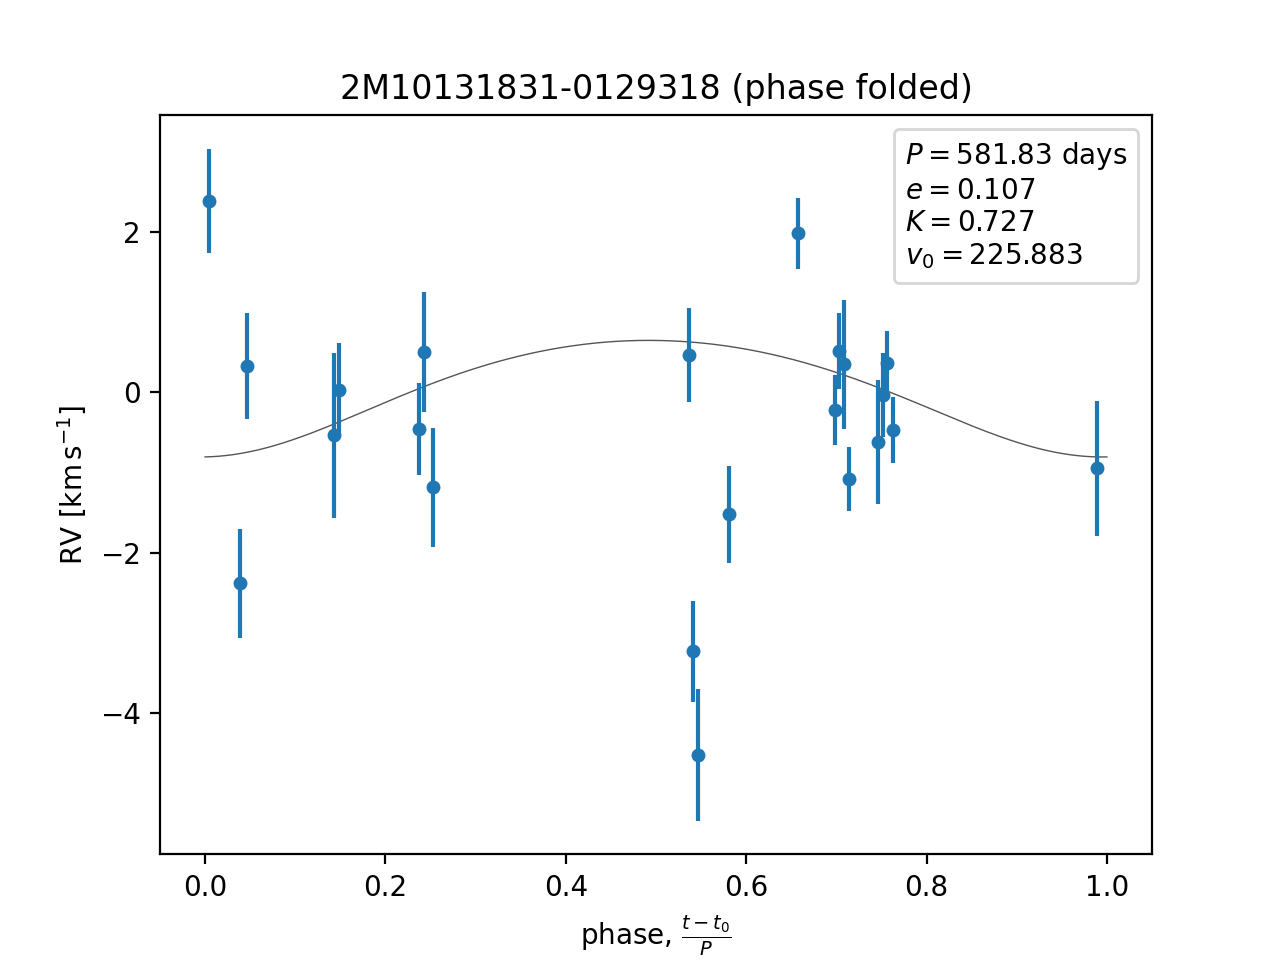 2M10131831-0129318 (phase folded)
P = 581.83 days
e = 0.107
K = 0.727
v₀ = 225.883
RV [km s⁻¹]
2
0
−2
−4
0.0 0.2 0.4 0.6 0.8 1.0
phase, (t − t₀)/P